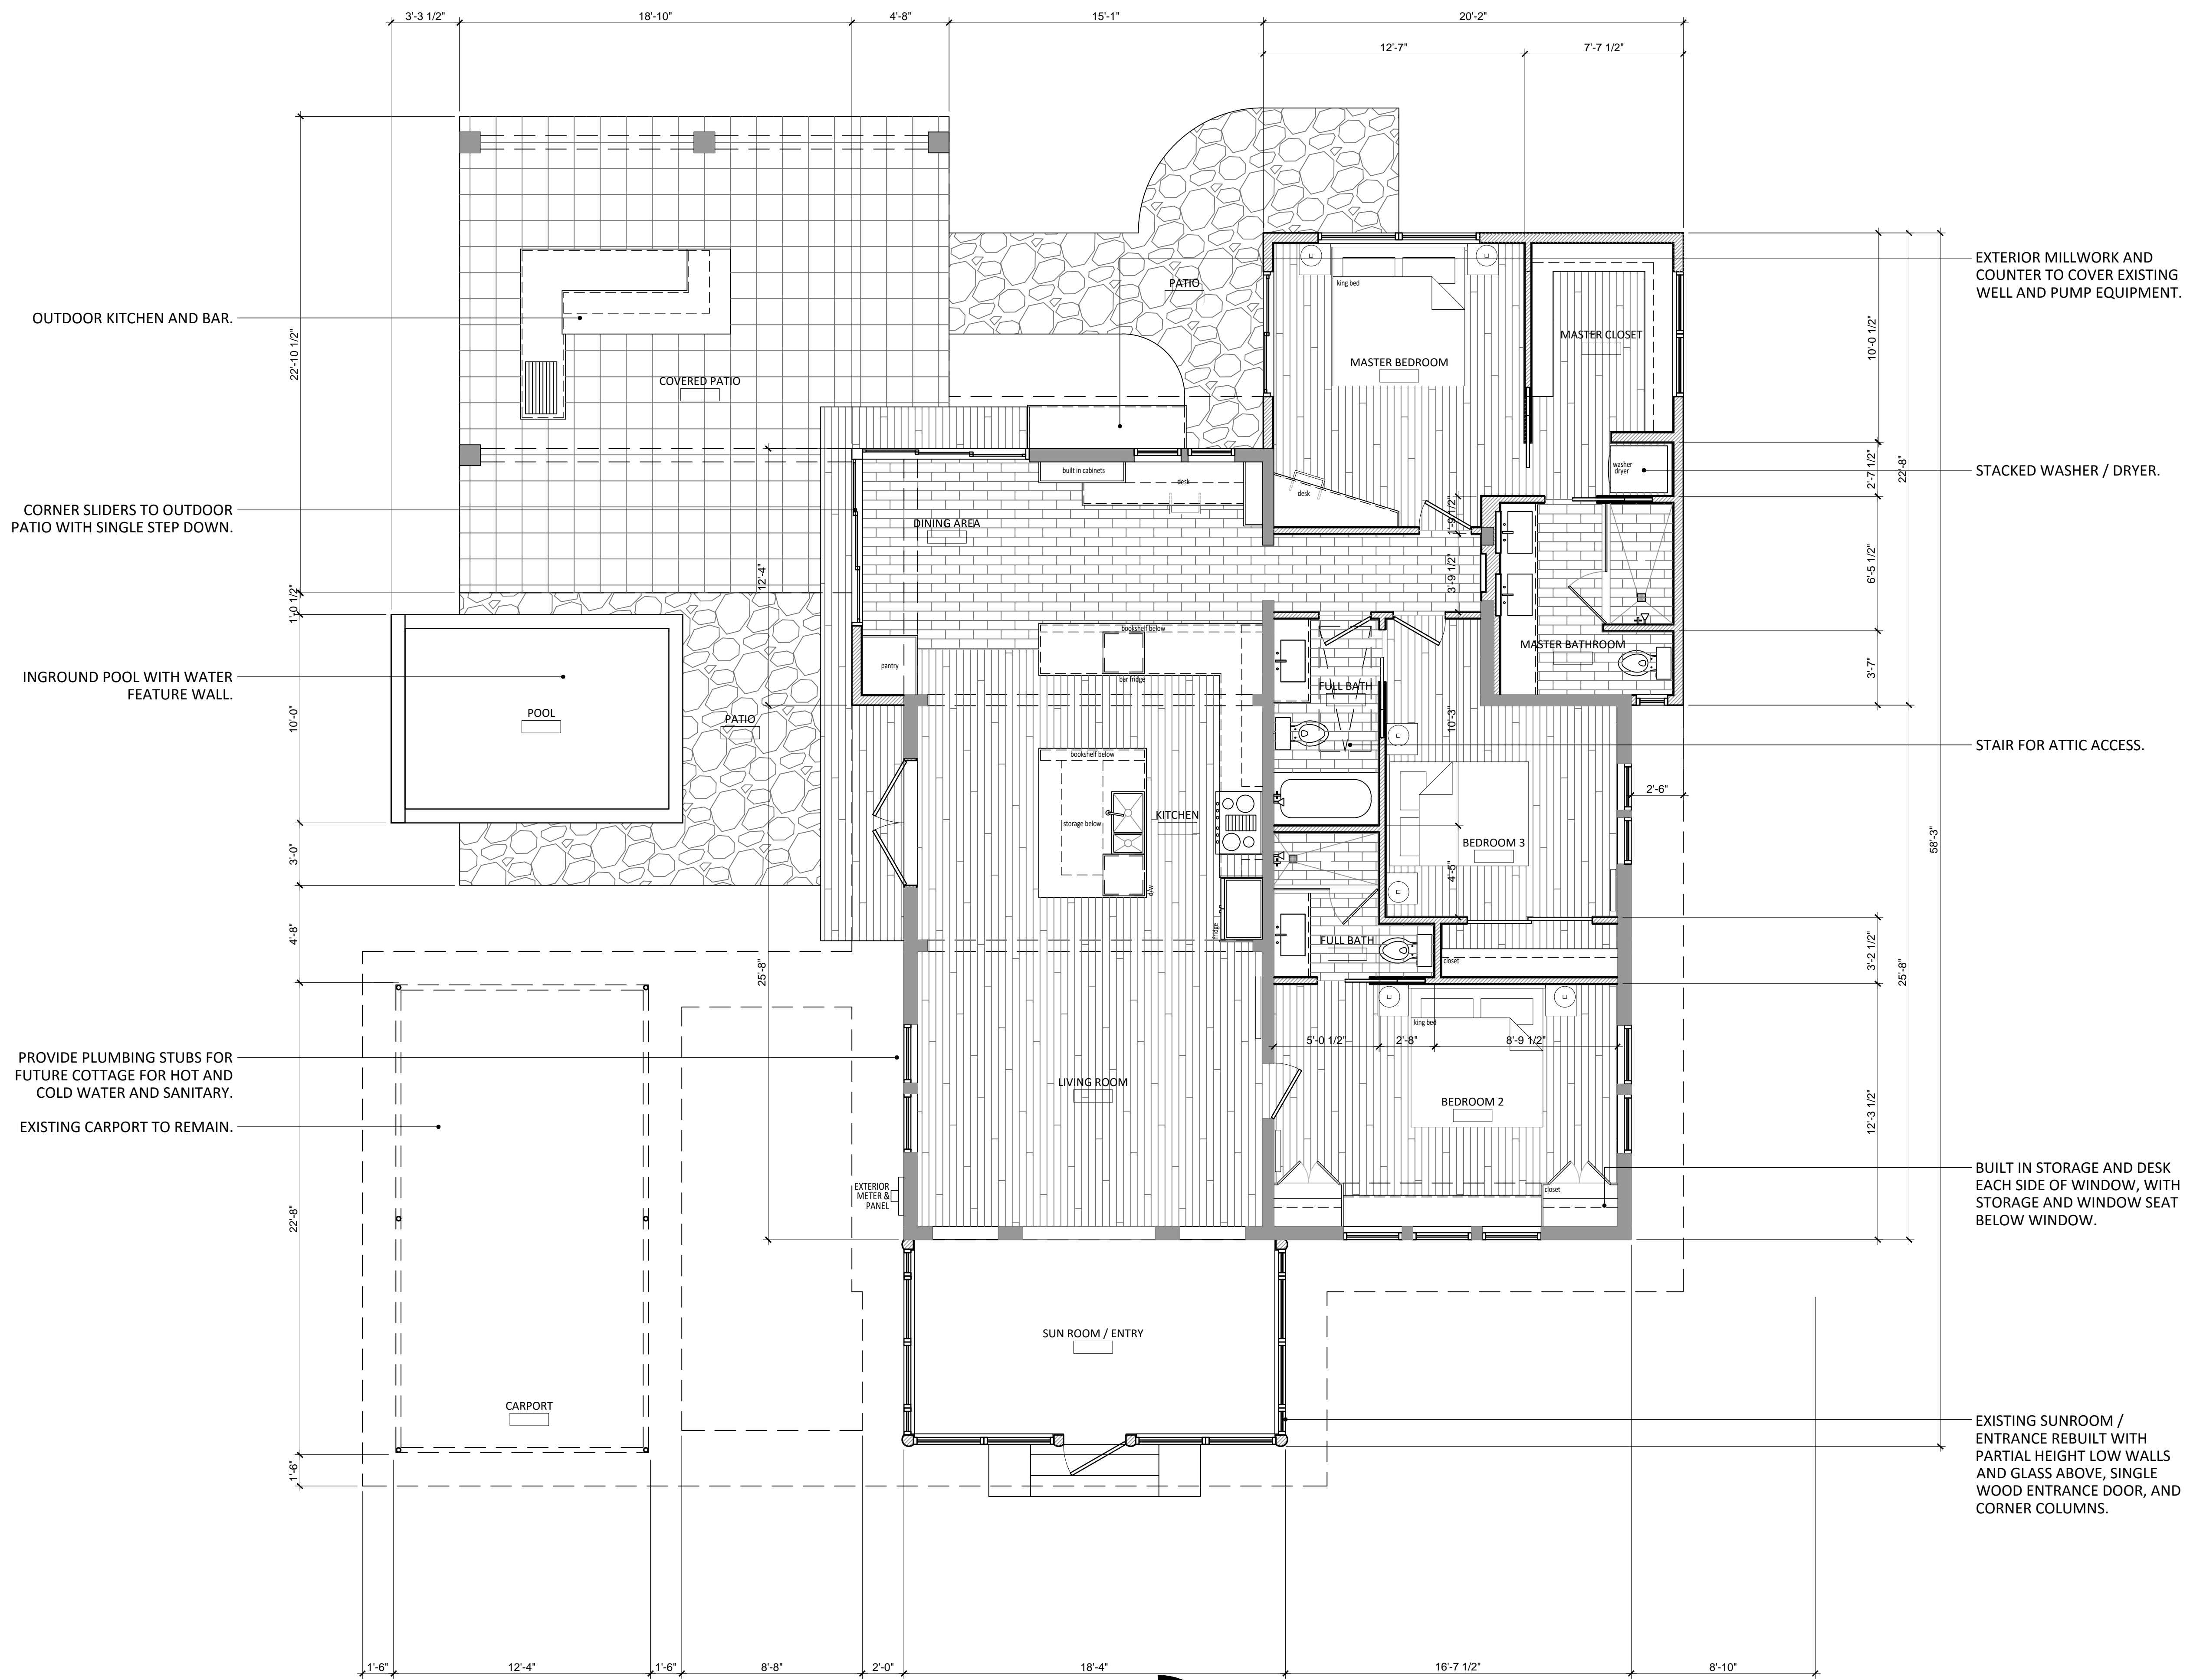 3'-3 1/2"
18'-10"
4'-8"
15'-1"
20'-2"
12'-7"
7'-7 1/2"
EXTERIOR MILLWORK AND
COUNTER TO COVER EXISTING
WELL AND PUMP EQUIPMENT.
PATIO
king bed
OUTDOOR KITCHEN AND BAR.
22'-10 1/2"
10'-0 1/2"
MASTER CLOSET
MASTER BEDROOM
COVERED PATIO
washer
dryer
STACKED WASHER / DRYER.
2'-7 1/2"
22'-8"
built in cabinets
desk
desk
CORNER SLIDERS TO OUTDOOR
PATIO WITH SINGLE STEP DOWN.
DINING AREA
1'-9 1/2"
12'-4"
3'-9 1/2"
6'-5 1/2"
1'-0 1/2"
bookshelf below
MASTER BATHROOM
pantry
3'-7"
INGROUND POOL WITH WATER
FEATURE WALL.
bar fridge
FULL BATH
POOL
PATIO
10'-0"
10'-3"
STAIR FOR ATTIC ACCESS.
bookshelf below
2'-6"
storage below
KITCHEN
BEDROOM 3
58'-3"
3'-0"
4'-5"
d/w
fridge
FULL BATH
closet
4'-8"
3'-2 1/2"
25'-8"
25'-8"
king bed
5'-0 1/2"
2'-8"
8'-9 1/2"
PROVIDE PLUMBING STUBS FOR
FUTURE COTTAGE FOR HOT AND
COLD WATER AND SANITARY.
LIVING ROOM
BEDROOM 2
EXISTING CARPORT TO REMAIN.
12'-3 1/2"
EXTERIOR
METER &
PANEL
closet
BUILT IN STORAGE AND DESK
EACH SIDE OF WINDOW, WITH
STORAGE AND WINDOW SEAT
BELOW WINDOW.
22'-8"
SUN ROOM / ENTRY
CARPORT
EXISTING SUNROOM /
ENTRANCE REBUILT WITH
PARTIAL HEIGHT LOW WALLS
AND GLASS ABOVE, SINGLE
WOOD ENTRANCE DOOR, AND
CORNER COLUMNS.
1'-6"
1'-6"
12'-4"
1'-6"
8'-8"
2'-0"
18'-4"
16'-7 1/2"
8'-10"